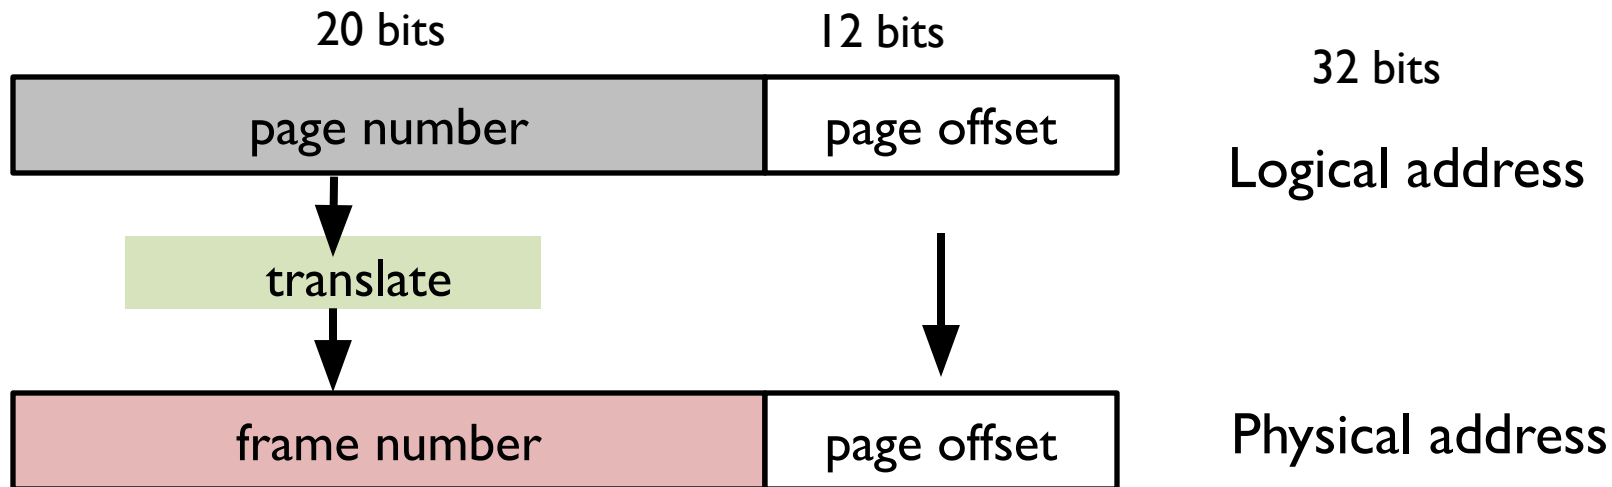 20 bits
12 bits
32 bits
page number
page offset
Logical address
translate
frame number
page offset
Physical address